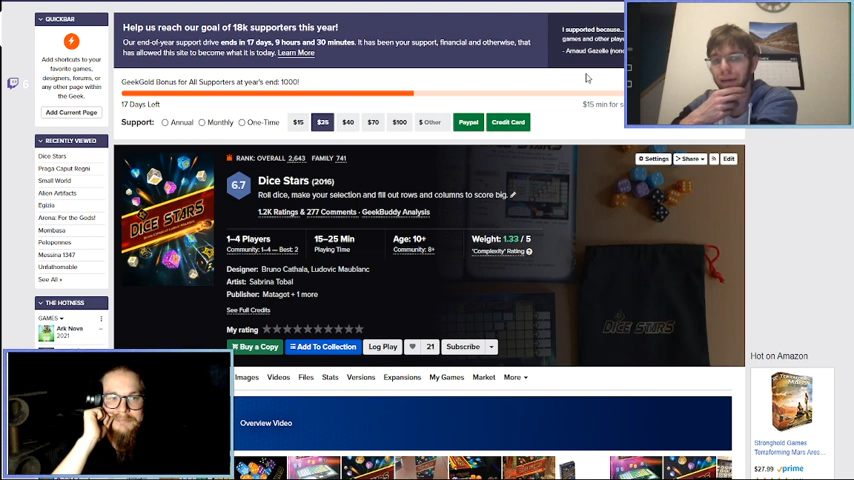 QUICKBAR
Add shortcuts to your favorite games, designers, forums, or any other page within the Geek.
Add Current Page
RECENTLY VIEWED
Dice Stars
Praga Caput Regni
Small World
Alien Artifacts
Egizia
Arena: For the Gods!
Mombasa
Peloponnes
Messina 1347
Unfathomable
See All »
THE HOTNESS
GAMES
Ark Nova
2021
Help us reach our goal of 18k supporters this year!
Our end-of-year support drive ends in 17 days, 9 hours and 30 minutes. It has been your support, financial and otherwise, that has allowed this site to become what it is today. Learn More
I supported because...
games and other playe
- Arnaud Gazelle (nono
GeekGold Bonus for All Supporters at year's end: 1000!
17 Days Left
$15 min for s
Support: Annual Monthly One-Time $15 $25 $40 $70 $100 $ Other Paypal Credit Card
RANK: OVERALL 2,643 FAMILY 741
Settings Share Edit
6.7 Dice Stars (2016)
Roll dice, make your selection and fill out rows and columns to score big.
1.2K Ratings & 277 Comments · GeekBuddy Analysis
1–4 Players
Community: 1–4 — Best: 2
15–25 Min
Playing Time
Age: 10+
Community: 8+
Weight: 1.33 / 5
'Complexity' Rating
Designer: Bruno Cathala, Ludovic Maublanc
Artist: Sabrina Tobal
Publisher: Matagot + 1 more
See Full Credits
My rating
Buy a Copy Add To Collection Log Play 21 Subscribe
DICE STARS
DICE STARS
Images Videos Files Stats Versions Expansions My Games Market More
Overview Video
Hot on Amazon
Stronghold Games
Terraforming Mars Ares...
$27.99 prime